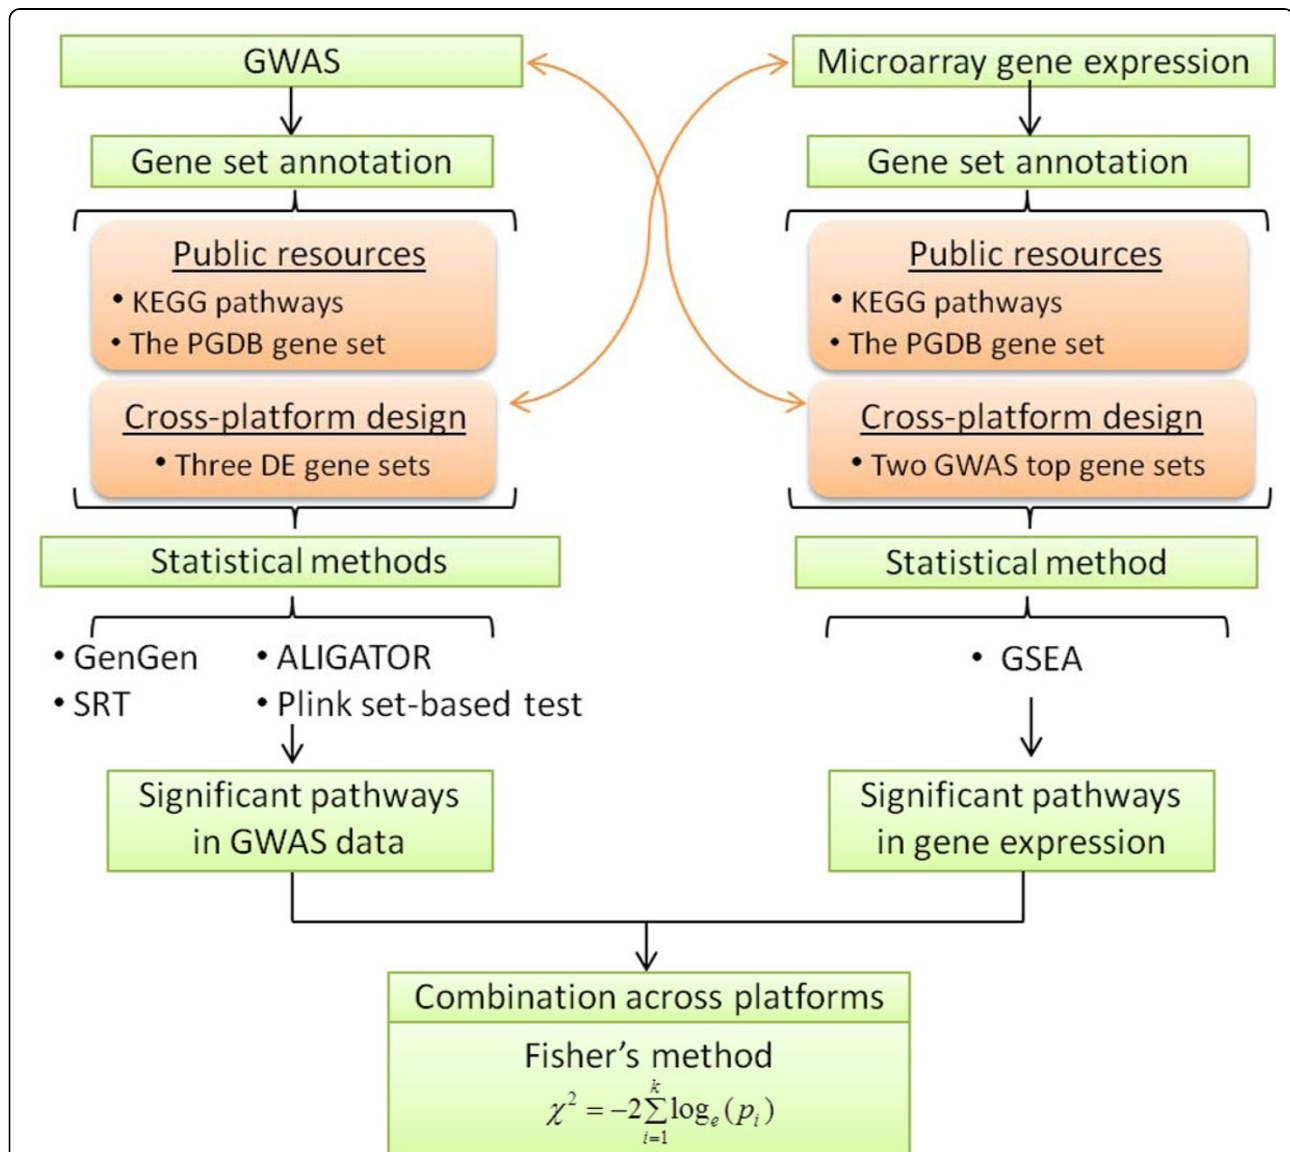 GWAS
Gene set annotation
Public resources
• KEGG pathways
• The PGDB gene set
Cross-platform design
• Three DE gene sets
Statistical methods
• GenGen
• ALIGATOR
• SRT
• Plink set-based test
Significant pathways
in GWAS data
Microarray gene expression
Gene set annotation
Public resources
• KEGG pathways
• The PGDB gene set
Cross-platform design
• Two GWAS top gene sets
Statistical method
• GSEA
Significant pathways
in gene expression
Combination across platforms
Fisher's method
χ² = −2∑_{i=1}^{k} log_e(p_i)